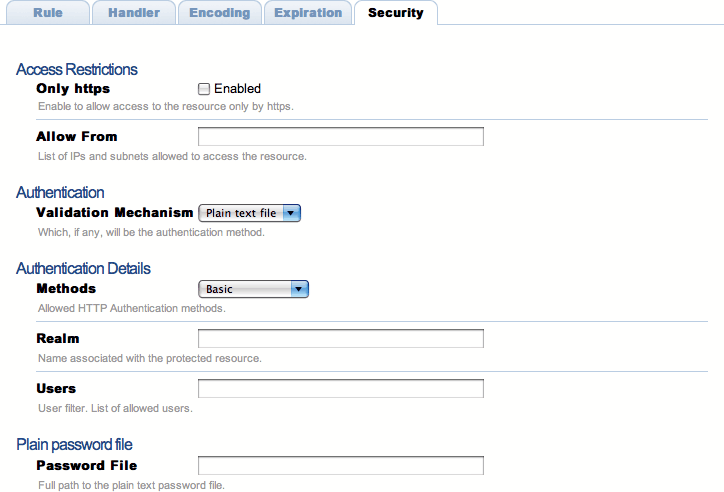 Rule Handler Encoding Expiration Security
Access Restrictions
Only https Enabled
Enable to allow access to the resource only by https.
Allow From
List of IPs and subnets allowed to access the resource.
Authentication
Validation Mechanism Plain text file
Which, if any, will be the authentication method.
Authentication Details
Methods Basic
Allowed HTTP Authentication methods.
Realm
Name associated with the protected resource.
Users
User filter. List of allowed users.
Plain password file
Password File
Full path to the plain text password file.